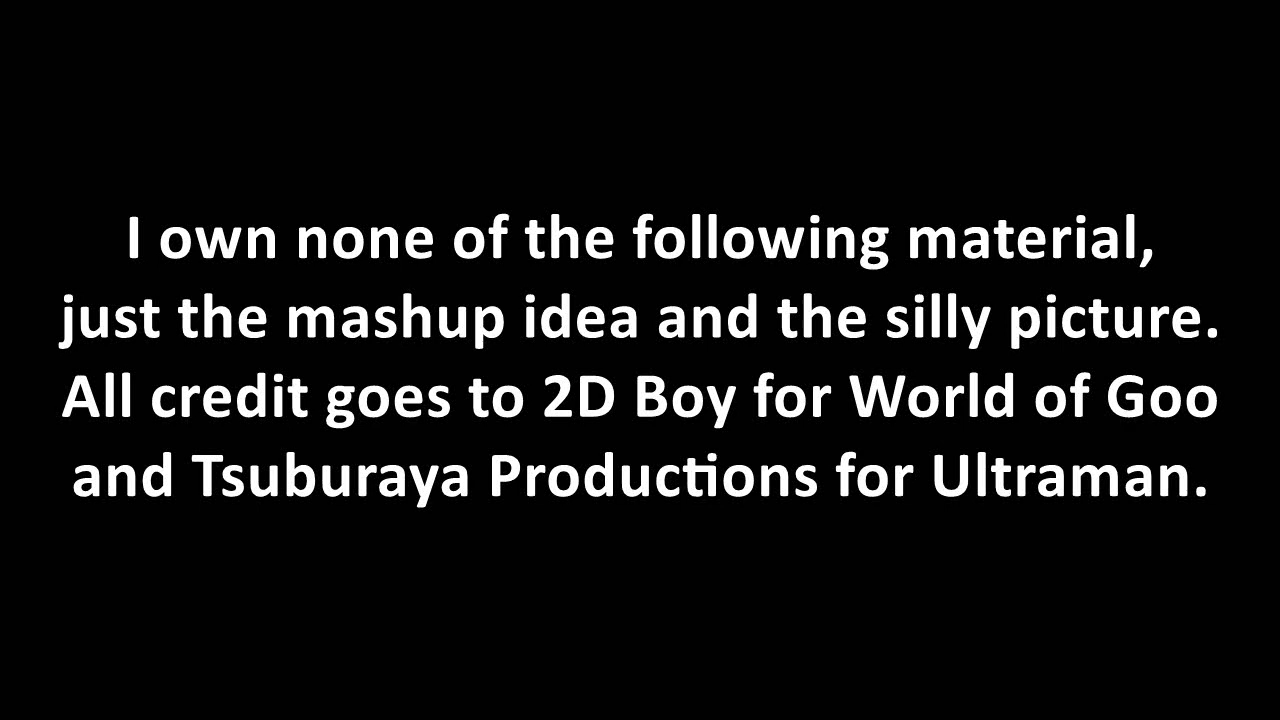 I own none of the following material,
just the mashup idea and the silly picture.
All credit goes to 2D Boy for World of Goo
and Tsuburaya Productions for Ultraman.